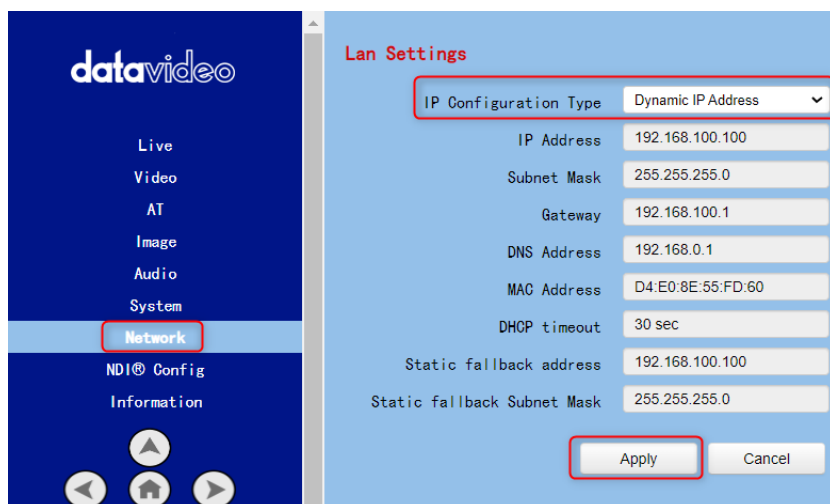 datavideo
Live
Video
AT
Image
Audio
System
Network
NDI® Config
Information
Lan Settings
IP Configuration Type Dynamic IP Address
IP Address 192.168.100.100
Subnet Mask 255.255.255.0
Gateway 192.168.100.1
DNS Address 192.168.0.1
MAC Address D4:E0:8E:55:FD:60
DHCP timeout 30 sec
Static fallback address 192.168.100.100
Static fallback Subnet Mask 255.255.255.0
Apply Cancel